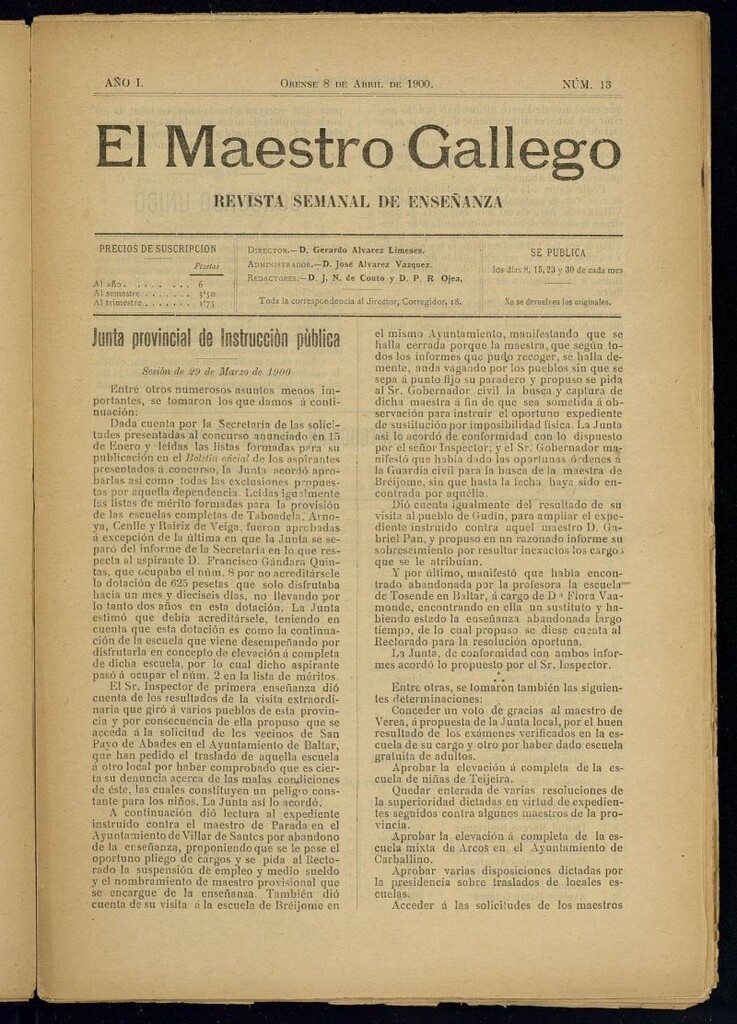 AÑO I.
ORENSE 8 DE ABRIL DE 1900.
NÚM. 13
El Maestro Gallego
REVISTA SEMANAL DE ENSEÑANZA
PRECIOS DE SUSCRIPCION
Pesetas
Al año . . . . . . . 6
Al semestre . . . . . . . 3'50
Al trimestre . . . . . . . 1'75
DIRECTOR.—D. Gerardo Alvarez Limeses.
ADMINISTRADOR.—D. José Alvarez Vazquez.
REDACTORES.—D. J. N. de Couto y D. P. R. Ojea.
Toda la correspondencia al director, Corregidor, 18.
SE PUBLICA
los días 8, 15, 23 y 30 de cada mes
No se devuelven los originales.
Junta provincial de Instrucción pùblica
Sesión de 29 de Marzo de 1900
Entre otros numerosos asuntos menos im-
portantes, se tomaron los que damos á conti-
nuación:
Dada cuenta por la Secretaría de las solici-
tudes presentadas al concurso anunciado en 15
de Enero y leídas las listas formadas para su
publicación en el Boletín oficial de los aspirantes
presentados á concurso, la Junta acordó apro-
barlas así como todas las exclusiones propues-
tas por aquella dependencia. Leídas igualmente
las listas de mérito formadas para la provisión
de las escuelas completas de Taboadela, Arno-
ya, Cenlle y Rairiz de Veiga, fueron aprobadas
á excepción de la última en que la Junta se se-
paró del informe de la Secretaría en lo que res-
pecta al aspirante D. Francisco Gándara Quin-
tas, que ocupaba el núm. 8 por no acreditársele
la dotación de 625 pesetas que solo disfrutaba
hacia un mes y dieciseis días, no llevando por
lo tanto dos años en esta dotación. La Junta
estimó que debía acreditársele, teniendo en
cuenta que esta dotación es como la continua-
ción de la escuela que viene desempeñando por
disfrutarla en concepto de elevación á completa
de dicha escuela, por lo cual dicho aspirante
pasó á ocupar el núm. 2 en la lista de méritos.
El Sr. Inspector de primera enseñanza dió
cuenta de los resultados de la visita extraordi-
naria que giró á varios pueblos de esta provin-
cia y por consecuencia de ella propuso que se
acceda á la solicitud de los vecinos de San
Payo de Abades en el Ayuntamiento de Baltar,
que han pedido el traslado de aquella escuela
á otro local por haber comprobado que es cier-
ta su denuncia acerca de las malas condiciones
de éste, las cuales constituyen un peligro cons-
tante para los niños. La Junta así lo acordó.
A continuación dió lectura al expediente
instruído contra el maestro de Parada en el
Ayuntamiento de Villar de Santos por abandono
de la enseñanza, proponiendo que se le pese el
oportuno pliego de cargos y se pida al Recto-
rado la suspensión de empleo y medio sueldo
y el nombramiento de maestro provisional que
se encargue de la enseñanza. También dió
cuenta de su visita á la escuela de Bréijome en
el mismo Ayuntamiento, manifestando que se
halla cerrada porque la maestra, que según to-
dos los informes que pudo recoger, se halla de-
mente, anda vagando por los pueblos sin que se
sepa á punto fijo su paradero y propuso se pida
al Sr. Gobernador civil la busca y captura de
dicha maestra á fin de que sea sometida á ob-
servación para instruir el oportuno expediente
de sustitución por imposibilidad física. La Junta
así lo acordó de conformidad con lo dispuesto
por el señor Inspector; y el Sr. Gobernador ma-
nifestó que había dado las oportunas órdenes á
la Guardia civil para la busca de la maestra de
Bréijome, sin que hasta la fecha haya sido en-
contrada por aquélla.
Dió cuenta igualmente del resultado de su
visita al pueblo de Gudín, para ampliar el expe-
diente instruido contra aquel maestro D. Ga-
briel Pan, y propuso en un razonado informe su
sobreseimiento por resultar inexactos los cargos
que se le atribuían.
Y por último, manifestó que había encon-
trado abandonada por la profesora la escuela
de Tosende en Baltar, á cargo de Dª Flora Vaa-
monde, encontrando en ella un sustituto y ha-
biendo estado la enseñanza abandonada largo
tiempo, de lo cual propuso se diese cuenta al
Rectorado para la resolución oportuna.
La Junta, de conformidad con ambos infor-
mes acordó lo propuesto por el Sr. Inspector.
Entre otras, se tomaron también las siguien-
tes determinaciones:
Conceder un voto de gracias al maestro de
Verea, á propuesta de la Junta local, por el buen
resultado de los exámenes verificados en la es-
cuela de su cargo y otro por haber dado escuela
gratuita de adultos.
Aprobar la elevación á completa de la es-
cuela de niñas de Teijeira.
Quedar enterada de varias resoluciones de
la superioridad dictadas en virtud de expedien-
tes seguidos contra algunos maestros de la pro-
vincia.
Aprobar la elevación á completa de la es-
cuela mixta de Arcos en el Ayuntamiento de
Carballino.
Aprobar varias disposiciones dictadas por
la presidencia sobre traslados de locales es-
cuelas.
Acceder á las solicitudes de los maestros